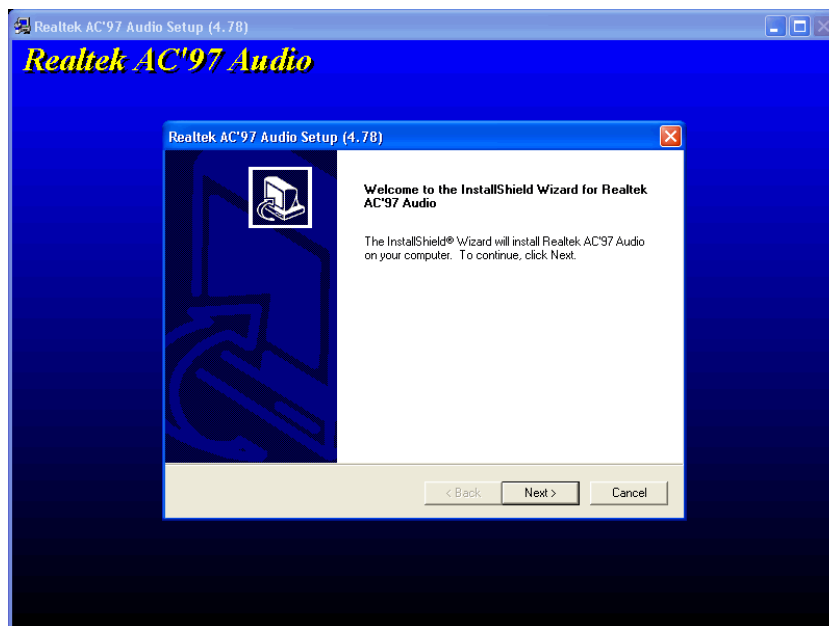 Realtek AC'97 Audio Setup (4.78)
Realtek AC'97 Audio
Realtek AC'97 Audio Setup (4.78)
Welcome to the InstallShield Wizard for Realtek
AC'97 Audio
The InstallShield® Wizard will install Realtek AC'97 Audio
on your computer. To continue, click Next.
< Back Next > Cancel